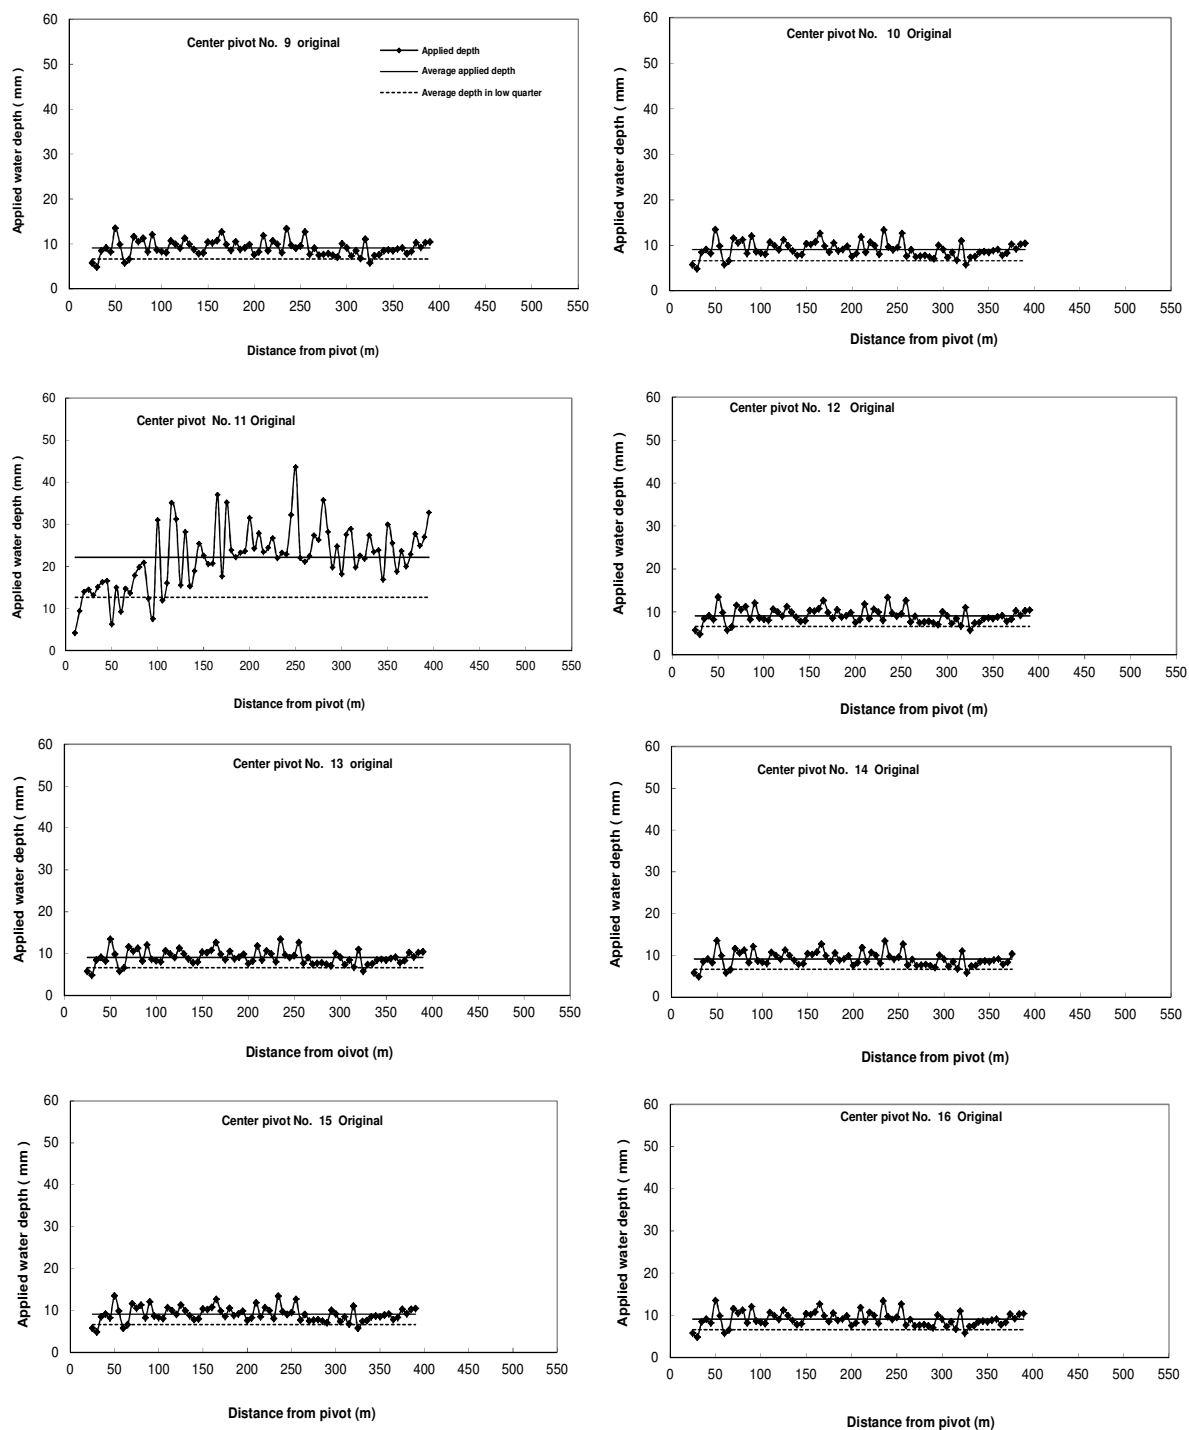 Center pivot No. 9 original
Applied depth
Average applied depth
Average depth in low quarter
Applied water depth ( mm )
60
50
40
30
20
10
0
0 50 100 150 200 250 300 350 400 450 500 550
Distance from pivot (m)
Center pivot No. 10 Original
Applied water depth ( mm )
60
50
40
30
20
10
0
0 50 100 150 200 250 300 350 400 450 500 550
Distance from pivot (m)
Center pivot No. 11 Original
Applied water depth (mm)
60
50
40
30
20
10
0
0 50 100 150 200 250 300 350 400 450 500 550
Distance from pivot (m)
Center pivot No. 12 Original
Applied water depth (mm )
60
50
40
30
20
10
0
0 50 100 150 200 250 300 350 400 450 500 550
Distance from pivot (m)
Center pivot No. 13 original
Applied water depth ( mm )
60
50
40
30
20
10
0
0 50 100 150 200 250 300 350 400 450 500 550
Distance from oivot (m)
Center pivot No. 14 Original
Applied water depth ( mm )
60
50
40
30
20
10
0
0 50 100 150 200 250 300 350 400 450 500 550
Distance from pivot (m)
Center pivot No. 15 Original
Applied water depth ( mm )
60
50
40
30
20
10
0
0 50 100 150 200 250 300 350 400 450 500 550
Distance from pivot (m)
Center pivot No. 16 Original
Applied water depth ( mm )
60
50
40
30
20
10
0
0 50 100 150 200 250 300 350 400 450 500 550
Distance from pivot (m)